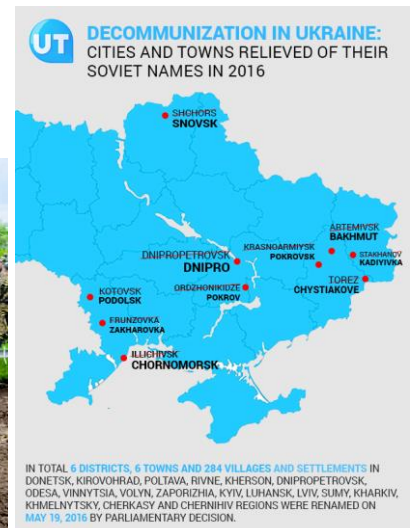 UT
DECOMMUNIZATION IN UKRAINE:
CITIES AND TOWNS RELIEVED OF THEIR
SOVIET NAMES IN 2016
SHCHORS
SNOVSK
ARTEMIVSK
BAKHMUT
KRASNOARMIYSK
POKROVSK
STAKHANOV
KADIYIVKA
DNIPROPETROVSK
DNIPRO
TOREZ
CHYSTIAKOVE
ORDZHONIKIDZE
POKROV
KOTOVSK
PODOLSK
FRUNZOVKA
ZAKHAROVKA
ILLICHIVSK
CHORNOMORSK
IN TOTAL 6 DISTRICTS, 6 TOWNS AND 284 VILLAGES AND SETTLEMENTS IN
DONETSK, KIROVOHRAD, POLTAVA, RIVNE, KHERSON, DNIPROPETROVSK,
ODESA, VINNYTSIA, VOLYN, ZAPORIZHIA, KYIV, LUHANSK, LVIV, SUMY, KHARKIV,
KHMELNYTSKY, CHERKASY AND CHERNIHIV REGIONS WERE RENAMED ON
MAY 19, 2016 BY PARLIAMENTARY DECISION.